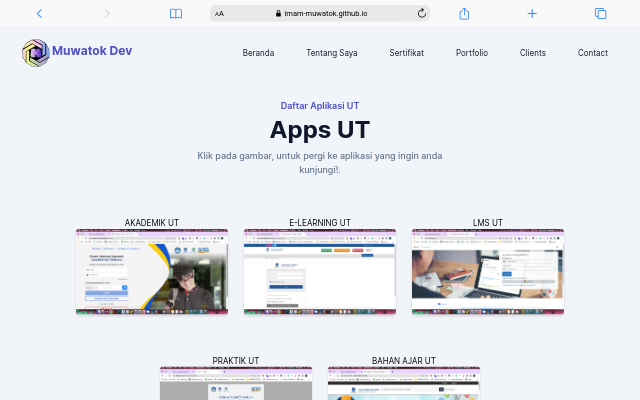 AA imam-muwatok.github.io
Muwatok Dev
Beranda Tentang Saya Sertifikat Portfolio Clients Contact
Daftar Aplikasi UT
Apps UT
Klik pada gambar, untuk pergi ke aplikasi yang ingin anda
kunjungi!.
AKADEMIK UT E-LEARNING UT LMS UT
PRAKTIK UT BAHAN AJAR UT